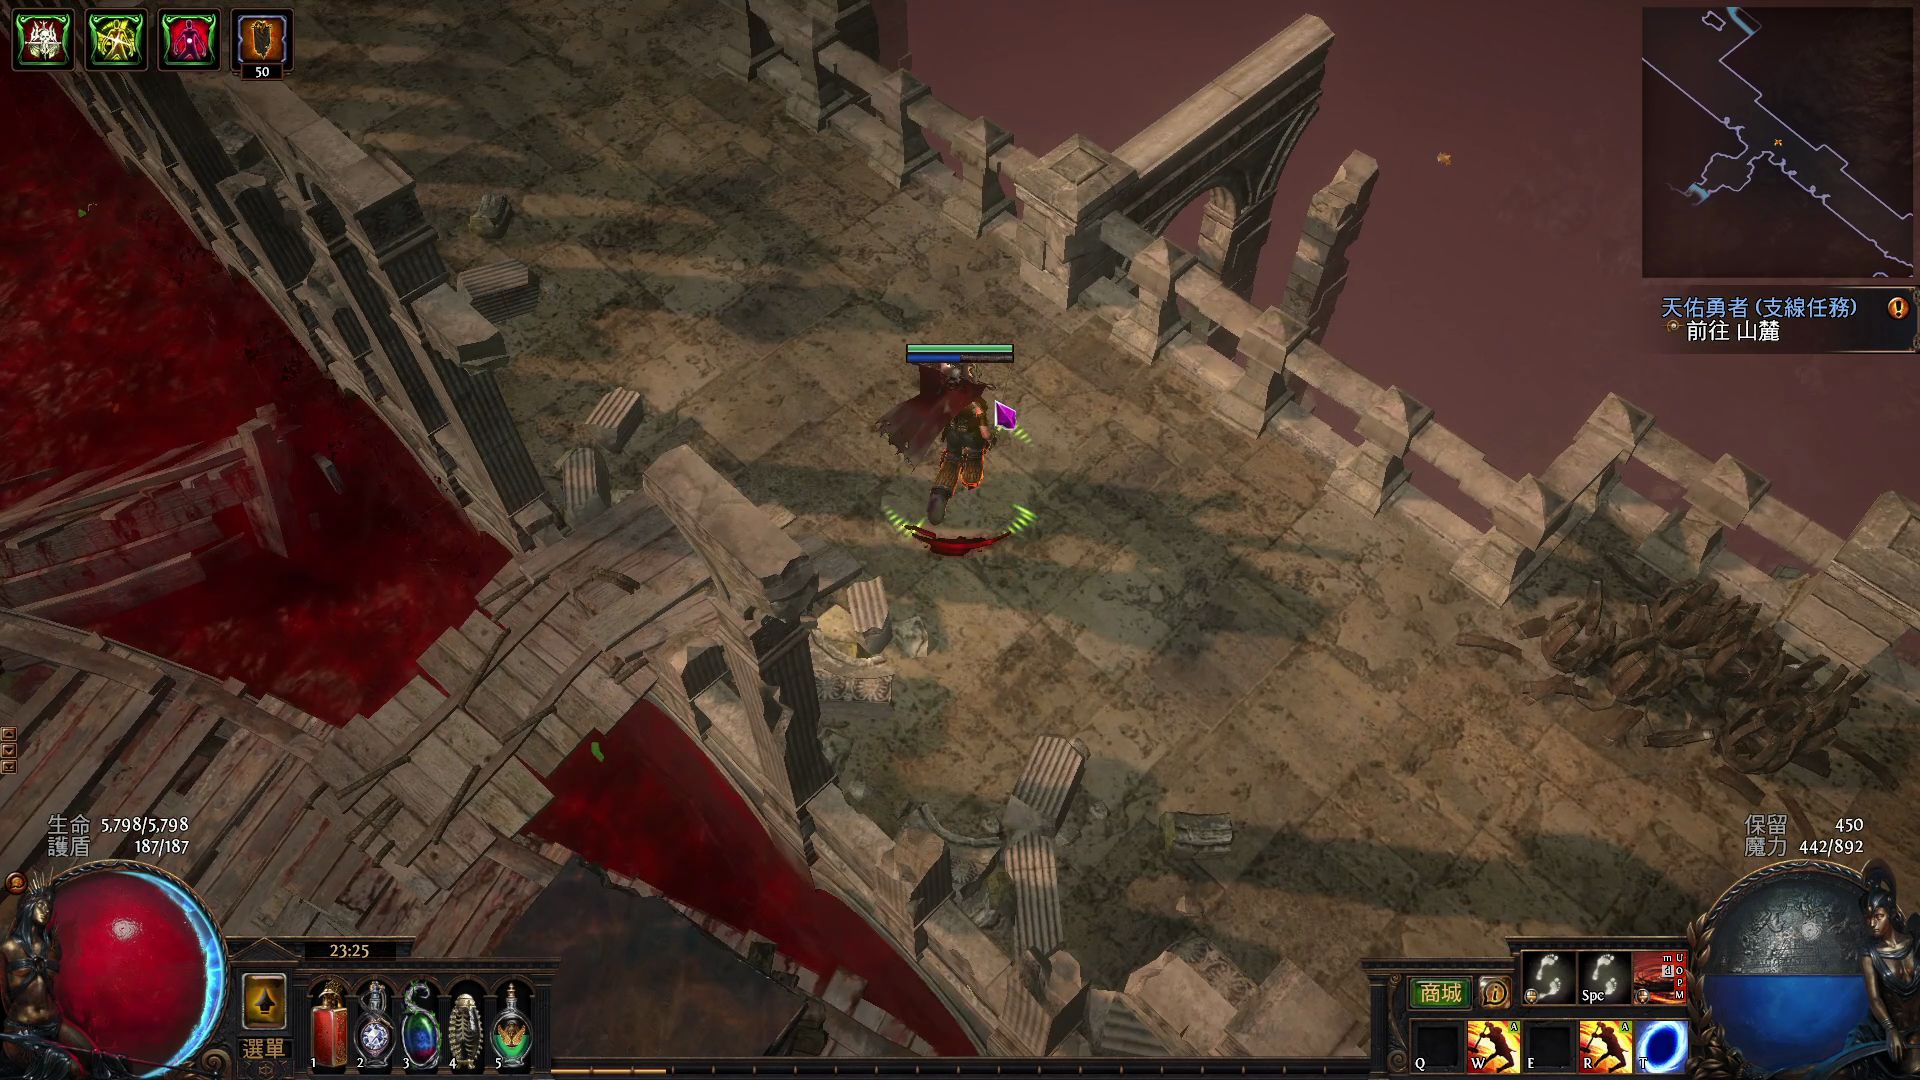 50
天佑勇者 (支線任務)
前往 山麓
生命 5,798/5,798
護盾 187/187
保留 450
魔力 442/892
23:25
選單
1
2
3
4
5
商城
Spc
Q
W
A
E
R
A
T